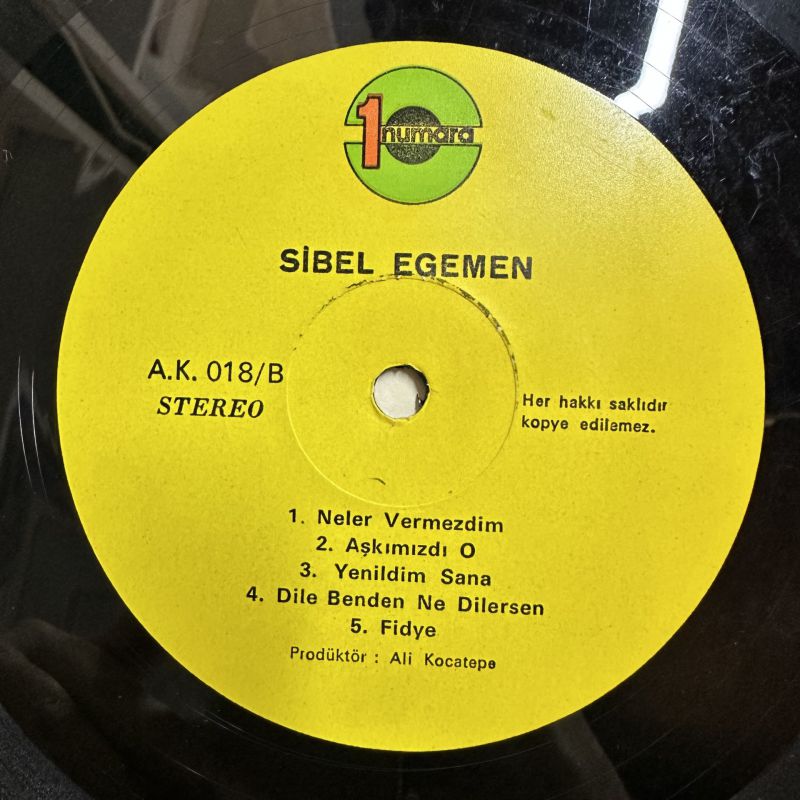 1 numara
SİBEL EGEMEN
A.K. 018/B
STEREO
Her hakkı saklıdır
kopye edilemez.
1. Neler Vermezdim
2. Aşkımızdı O
3. Yenildim Sana
4. Dile Benden Ne Dilersen
5. Fidye
Prodüktör : Ali Kocatepe